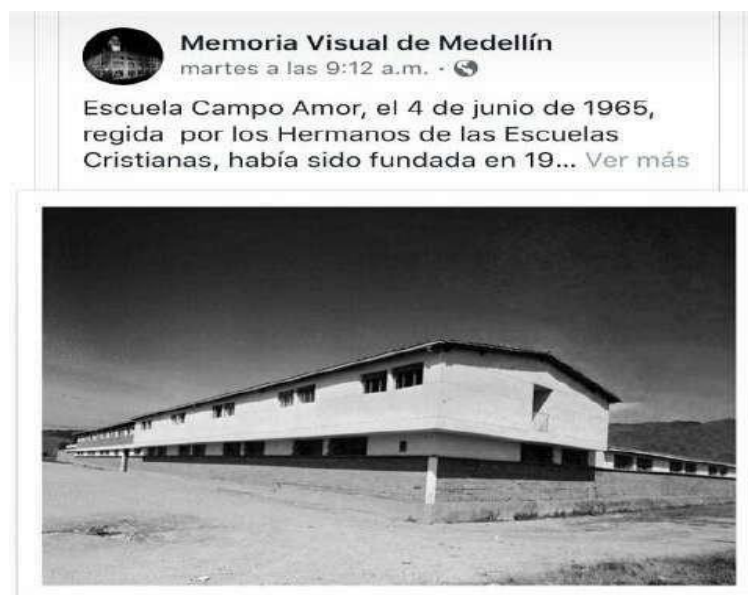 Memoria Visual de Medellín
martes a las 9:12 a.m. ·
Escuela Campo Amor, el 4 de junio de 1965,
regida por los Hermanos de las Escuelas
Cristianas, había sido fundada en 19... Ver más